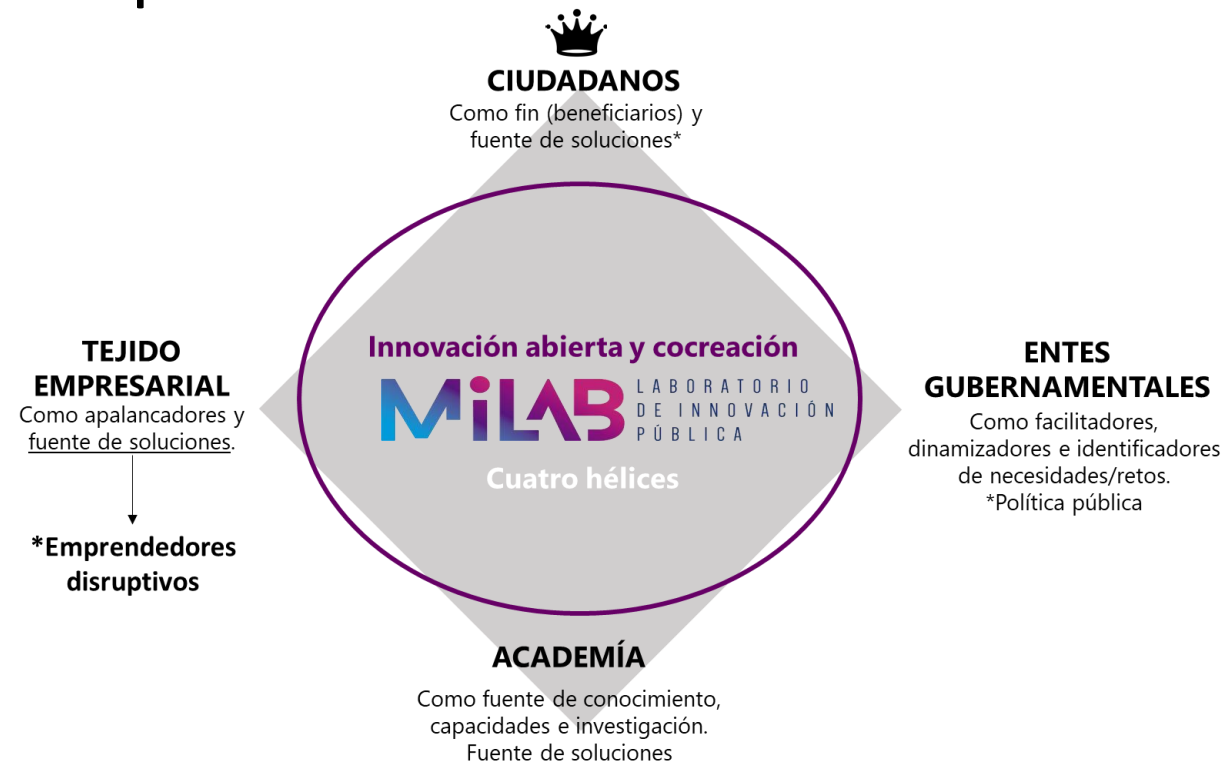 CIUDADANOS
Como fin (beneficiarios) y
fuente de soluciones*
Innovación abierta y cocreación
MiLAB
LABORATORIO
DE INNOVACIÓN
PÚBLICA
Cuatro hélices
TEJIDO
EMPRESARIAL
Como apalancadores y
fuente de soluciones.
*Emprendedores
disruptivos
ENTES
GUBERNAMENTALES
Como facilitadores,
dinamizadores e identificadores
de necesidades/retos.
*Política pública
ACADEMÍA
Como fuente de conocimiento,
capacidades e investigación.
Fuente de soluciones